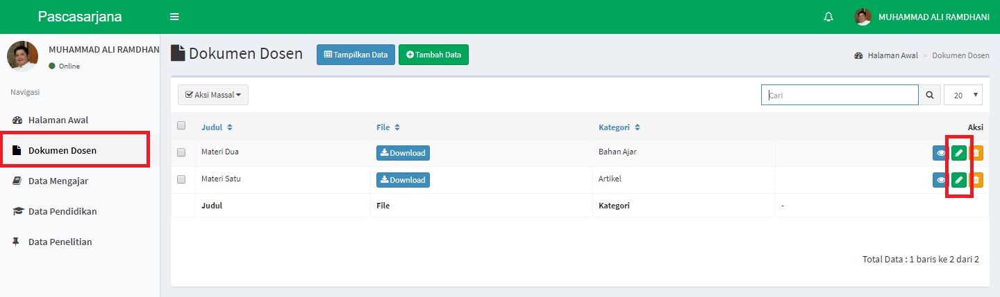 Pascasarjana
MUHAMMAD ALI RAMDHANI
MUHAMMAD ALI RAMDHAN
Online
Navigasi
Halaman Awal
Dokumen Dosen
Data Mengajar
Data Pendidikan
Data Penelitian
Dokumen Dosen Tampilkan Data Tambah Data
Halaman Awal > Dokumen Dosen
Aksi Massal Cari 20
Judul File Kategori Aksi
Materi Dua Download Bahan Ajar
Materi Satu Download Artikel
Judul File Kategori -
Total Data : 1 baris ke 2 dari 2